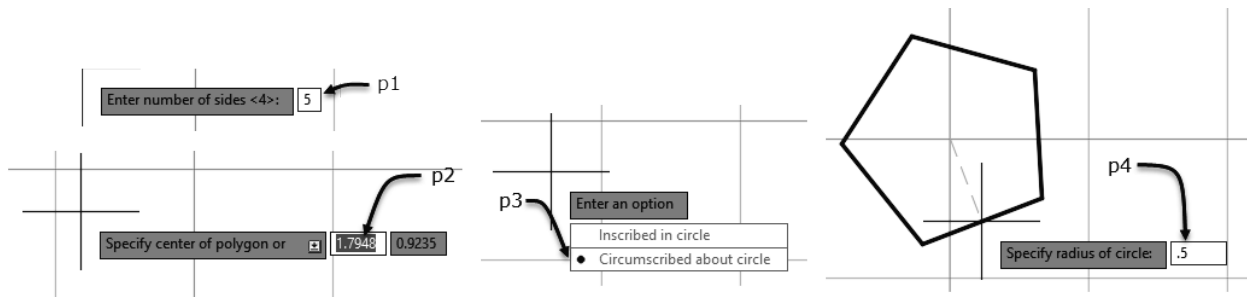 Enter number of sides <4>: 5
p1
Specify center of polygon or 1.7948 0.9235
p2
p3
Enter an option
Inscribed in circle
Circumscribed about circle
p4
Specify radius of circle: .5